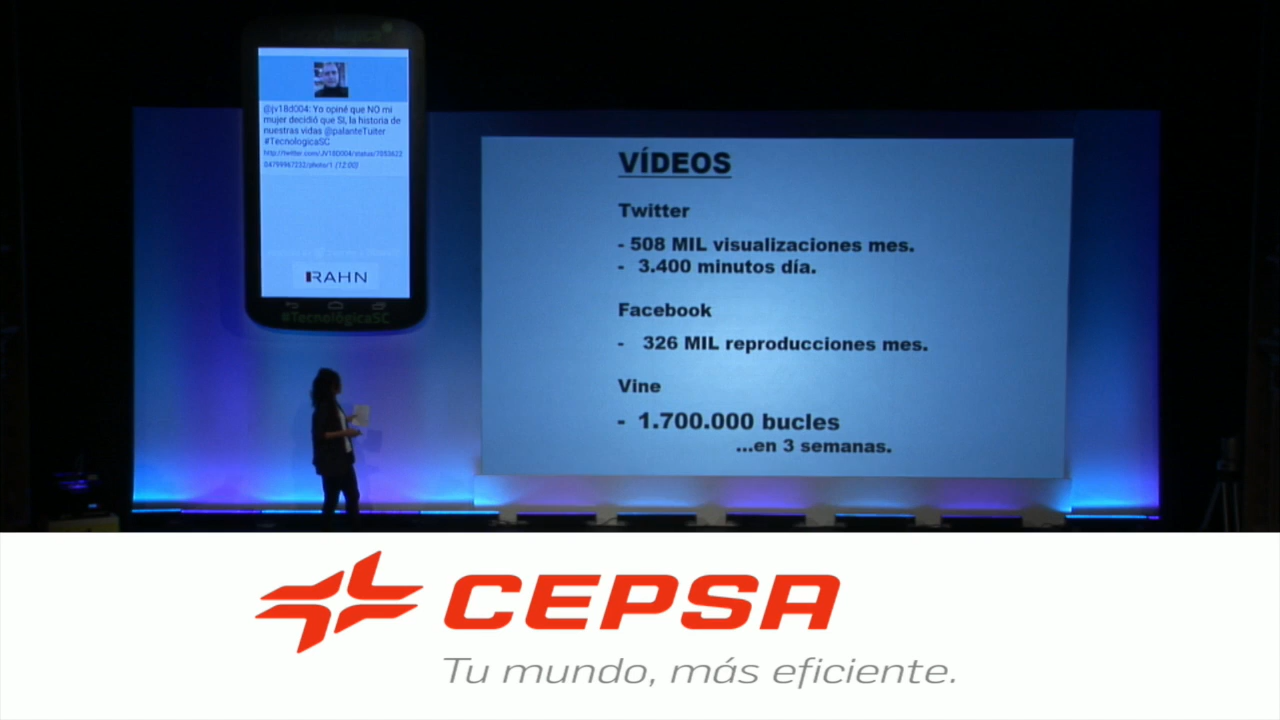 @jv18d004: Yo opiné que NO mi
mujer decidió que SI, la historia de
nuestras vidas @palanteTuiter
#TecnologicaSC
RAHN
#TecnológicaSC
VÍDEOS
Twitter
- 508 MIL visualizaciones mes.
- 3.400 minutos día.
Facebook
- 326 MIL reproducciones mes.
Vine
- 1.700.000 bucles
...en 3 semanas.
CEPSA
Tu mundo, más eficiente.